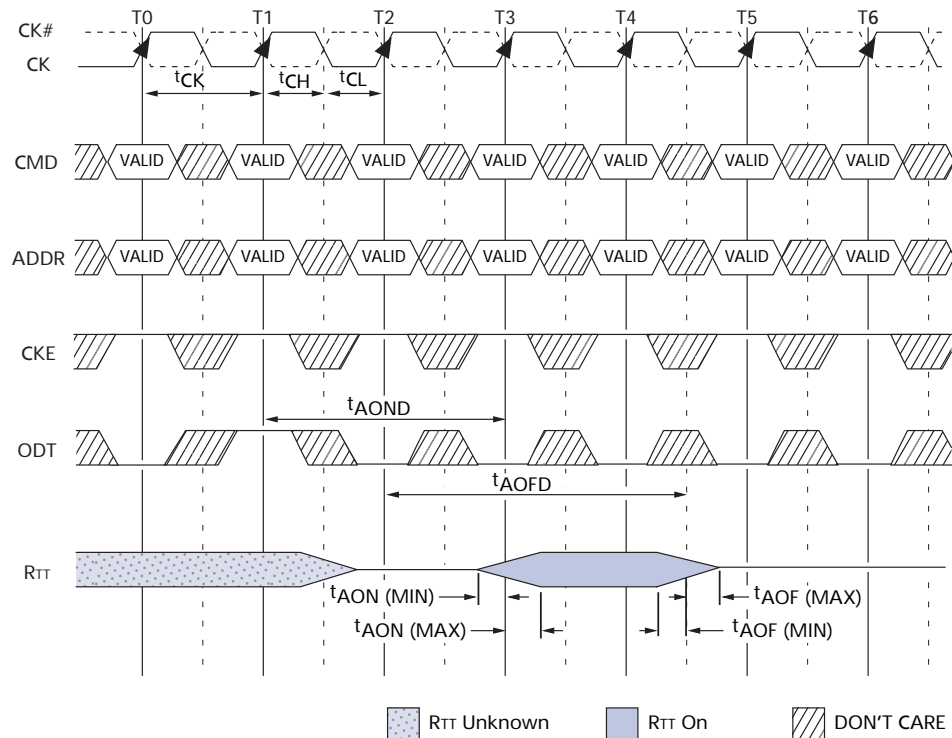 T0 T1 T2 T3 T4 T5 T6
CK#
CK
tCK tCH tCL
CMD VALID VALID VALID VALID VALID VALID VALID
ADDR VALID VALID VALID VALID VALID VALID VALID
CKE
tAOND
ODT
tAOFD
RTT
tAON (MIN) tAOF (MAX)
tAON (MAX) tAOF (MIN)
RTT Unknown RTT On DON'T CARE